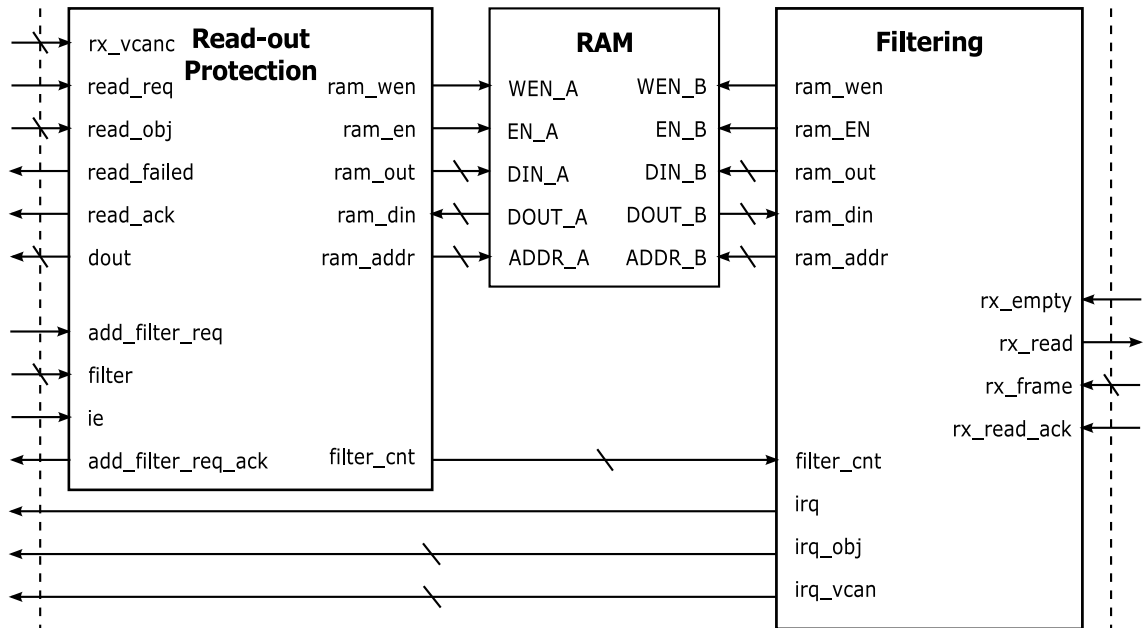 Read-out
Protection
rx_vcanc
read_req
read_obj
read_failed
read_ack
dout
add_filter_req
filter
ie
add_filter_req_ack
ram_wen
ram_en
ram_out
ram_din
ram_addr
filter_cnt
RAM
WEN_A
EN_A
DIN_A
DOUT_A
ADDR_A
WEN_B
EN_B
DIN_B
DOUT_B
ADDR_B
Filtering
ram_wen
ram_EN
ram_out
ram_din
ram_addr
rx_empty
rx_read
rx_frame
rx_read_ack
filter_cnt
irq
irq_obj
irq_vcan